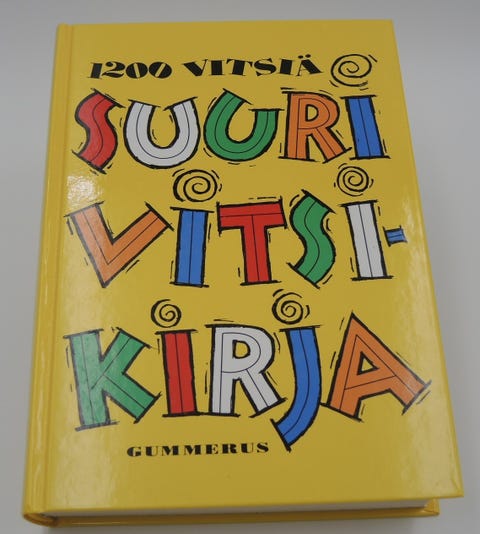 1200 VITSIÄ
SUURI
VITSI-
KIRJA
GUMMERUS